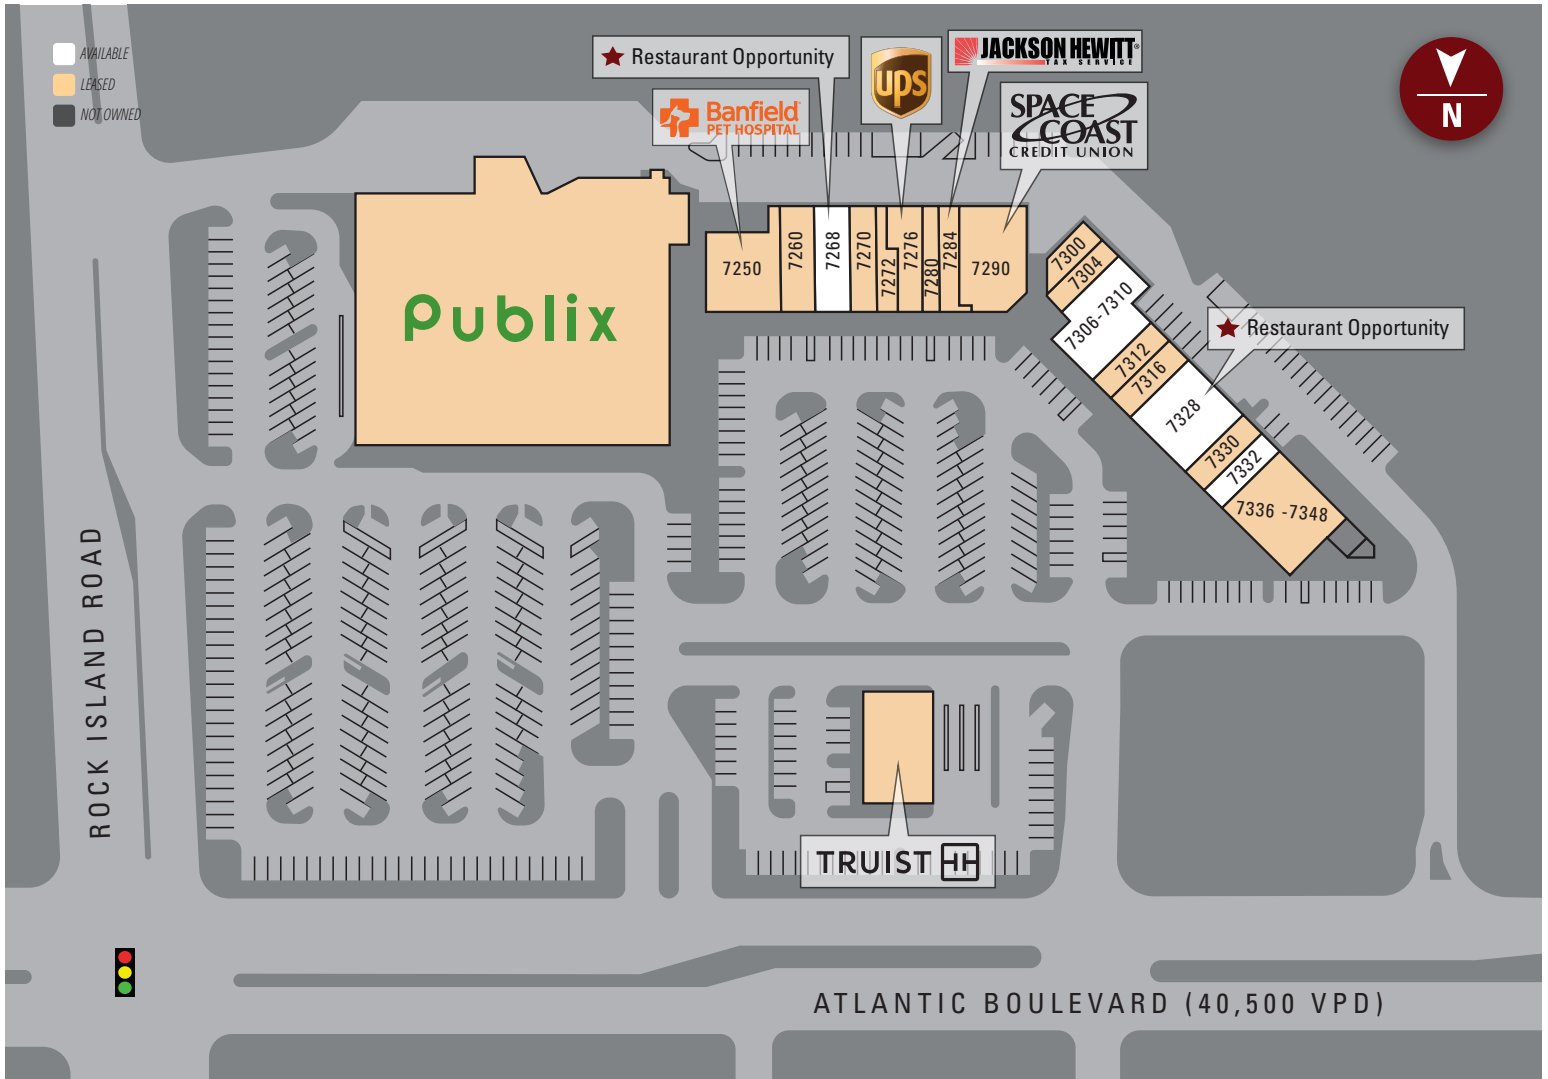 AVAILABLE
LEASED
NOT OWNED
Restaurant Opportunity
Banfield
PET HOSPITAL
ups
JACKSON HEWITT®
TAX SERVICE
SPACE
COAST
CREDIT UNION
N
Publix
7250
7260
7268
7270
7272
7276
7280
7284
7290
7300
7304
7306-7310
7312
7316
7328
7330
7332
7336 -7348
Restaurant Opportunity
TRUIST
ROCK ISLAND ROAD
ATLANTIC BOULEVARD (40,500 VPD)